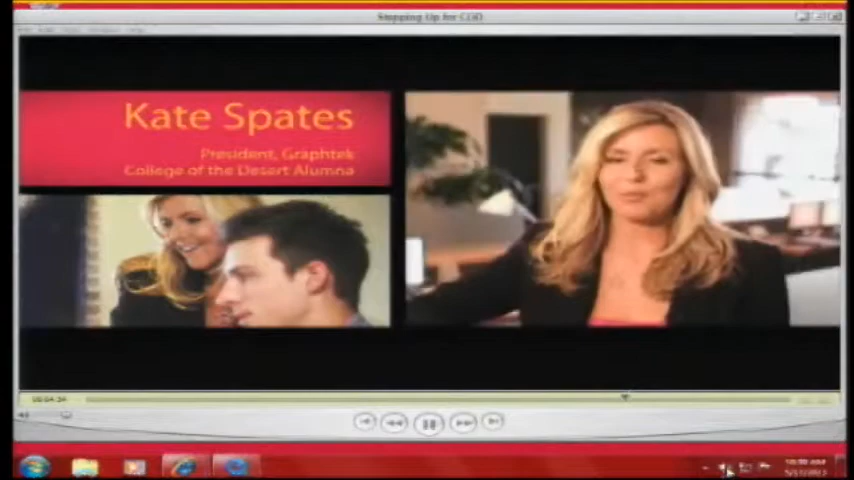 Stepping Up for COD
Kate Spates
President, Graphtek
College of the Desert Alumna